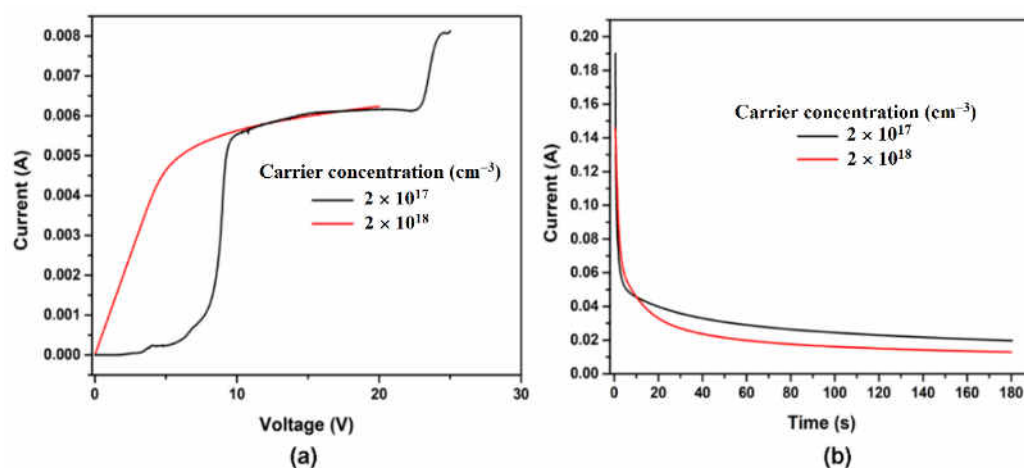 0.008
0.007
0.006
0.005
0.004
0.003
0.002
0.001
0.000
Current (A)
Carrier concentration (cm⁻³)
2 × 10¹⁷
2 × 10¹⁸
0 10 20 30
Voltage (V)
(a)
0.20
0.18
0.16
0.14
0.12
0.10
0.08
0.06
0.04
0.02
0.00
Current (A)
Carrier concentration (cm⁻³)
2 × 10¹⁷
2 × 10¹⁸
0 20 40 60 80 100 120 140 160 180
Time (s)
(b)